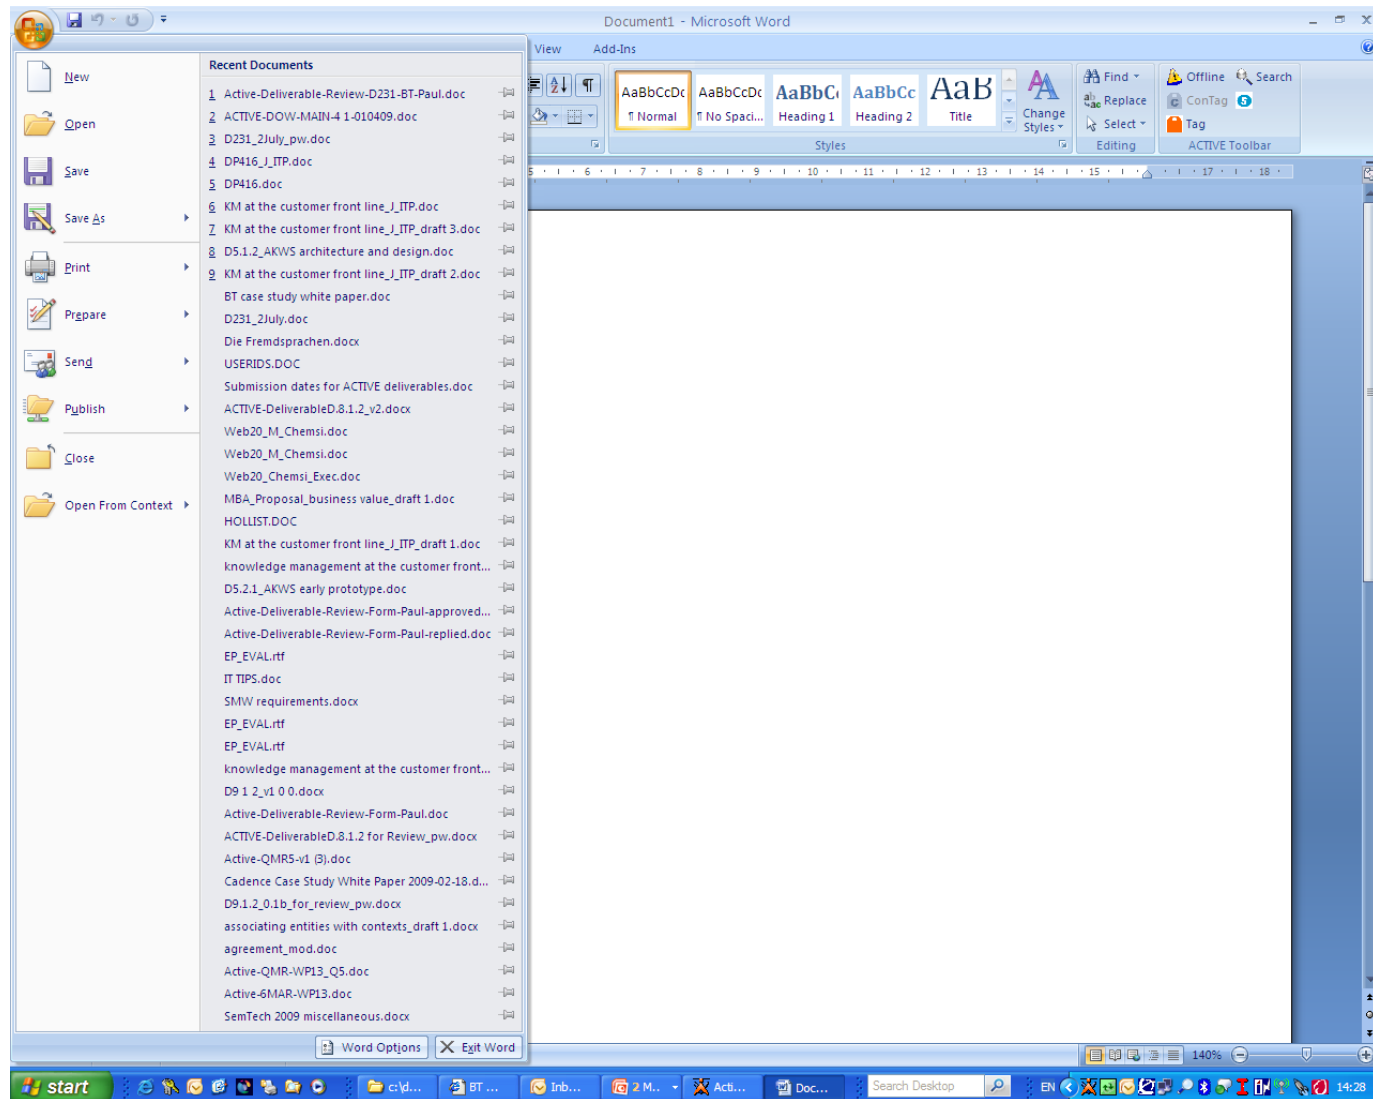 Document1 - Microsoft Word
View Add-Ins
New
Open
Save
Save As
Print
Prepare
Send
Publish
Close
Open From Context
Recent Documents
1 Active-Deliverable-Review-D231-BT-Paul.doc
2 ACTIVE-DOW-MAIN-4 1-010409.doc
3 D231_2July_pw.doc
4 DP416_J_ITP.doc
5 DP416.doc
6 KM at the customer front line_J_ITP.doc
7 KM at the customer front line_J_ITP_draft 3.doc
8 D5.1.2_AKWS architecture and design.doc
9 KM at the customer front line_J_ITP_draft 2.doc
BT case study white paper.doc
D231_2July.doc
Die Fremdsprachen.docx
USERIDS.DOC
Submission dates for ACTIVE deliverables.doc
ACTIVE-DeliverableD.8.1.2_v2.docx
Web20_M_Chemsi.doc
Web20_M_Chemsi.doc
Web20_Chemsi_Exec.doc
MBA_Proposal_business value_draft 1.doc
HOLLIST.DOC
KM at the customer front line_J_ITP_draft 1.doc
knowledge management at the customer front...
D5.2.1_AKWS early prototype.doc
Active-Deliverable-Review-Form-Paul-approved...
Active-Deliverable-Review-Form-Paul-replied.doc
EP_EVAL.rtf
IT TIPS.doc
SMW requirements.docx
EP_EVAL.rtf
EP_EVAL.rtf
knowledge management at the customer front...
D9 1 2_v1 0 0.docx
Active-Deliverable-Review-Form-Paul.doc
ACTIVE-DeliverableD.8.1.2 for Review_pw.docx
Active-QMR5-v1 (3).doc
Cadence Case Study White Paper 2009-02-18.d...
D9.1.2_0.1b_for_review_pw.docx
associating entities with contexts_draft 1.docx
agreement_mod.doc
Active-QMR-WP13_Q5.doc
Active-6MAR-WP13.doc
SemTech 2009 miscellaneous.docx
Word Options Exit Word
AaBbCcDc AaBbCcDc AaBbC AaBbCc AaB
¶ Normal ¶ No Spaci... Heading 1 Heading 2 Title
Change Styles
Styles
Find
Replace
Select
Editing
Offline Search
ConTag
Tag
ACTIVE Toolbar
5 6 7 8 9 10 11 12 13 14 15 17 18
140%
start c:\d... BT ... Inb... 2 M.. Acti... Doc... Search Desktop EN 14:28